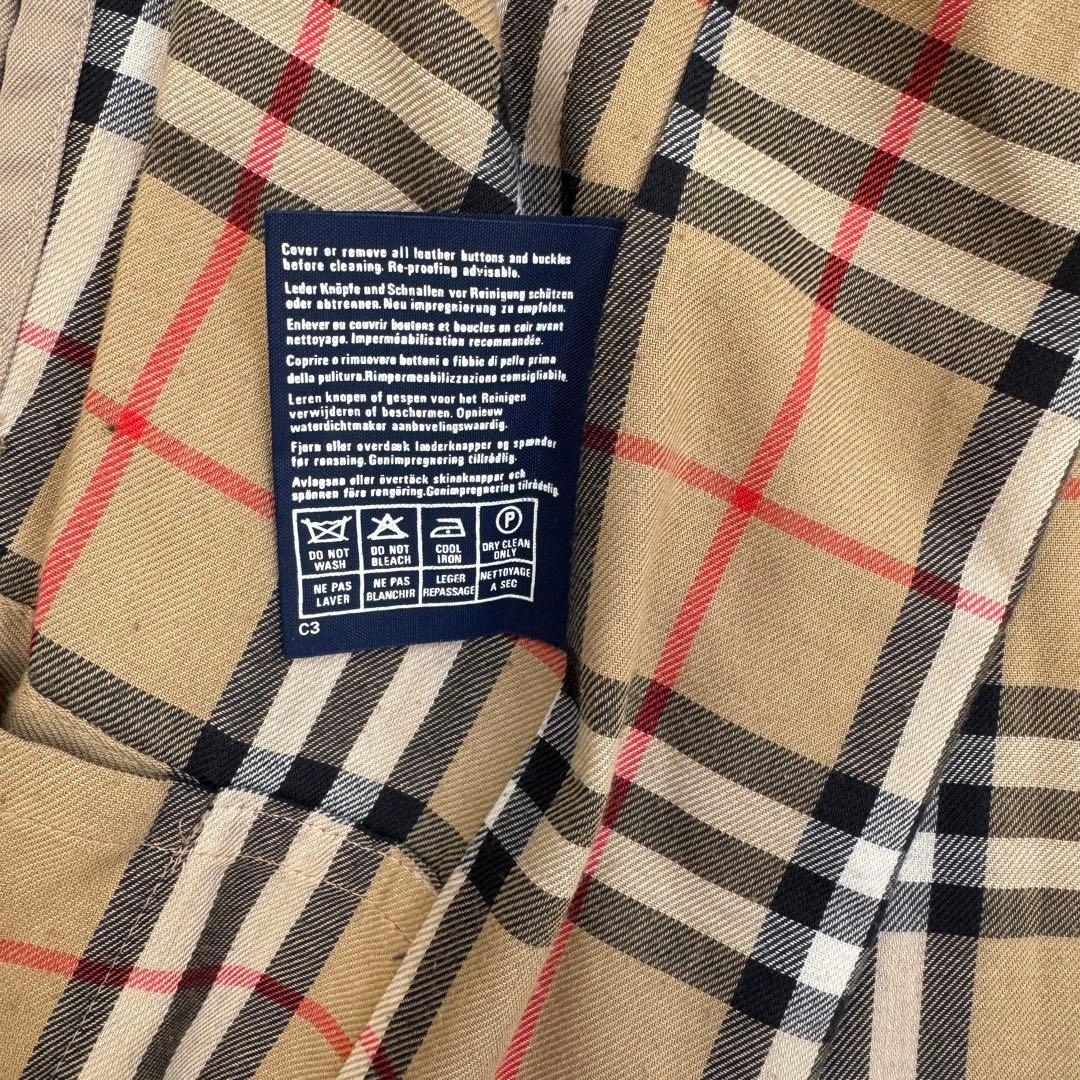 Cover or remove all leather buttons and buckles
before cleaning. Re-proofing advisable.
Leder Knöpfe und Schnallen vor Reinigung schützen
oder abtrennen. Neu impregnierung zu empfolen.
Enlever ou couvrir boutons et boucles en cuir avant
nettoyage. Imperméabilisation recommandée.
Coprire o rimuovere bottoni e fibbie di pelle prima
della pulitura. Rimpermeabilizzazione consigliabile.
Leren knopen of gespen voor het Reinigen
verwijderen of beschermen. Opnieuw
waterdichtmaker aanbevelingswaardig.
Fjern eller overdæk læderknapper og spænder
før rensning. Genimpregnering tilrådlig.
Avlagsna eller övertäck skinnknappar och
spännen före rengöring. Genimpregnering tilrådelig.
DO NOT WASH
DO NOT BLEACH
COOL IRON
P
DRY CLEAN ONLY
NE PAS LAVER
NE PAS BLANCHIR
LEGER REPASSAGE
NETTOYAGE A SEC
C3